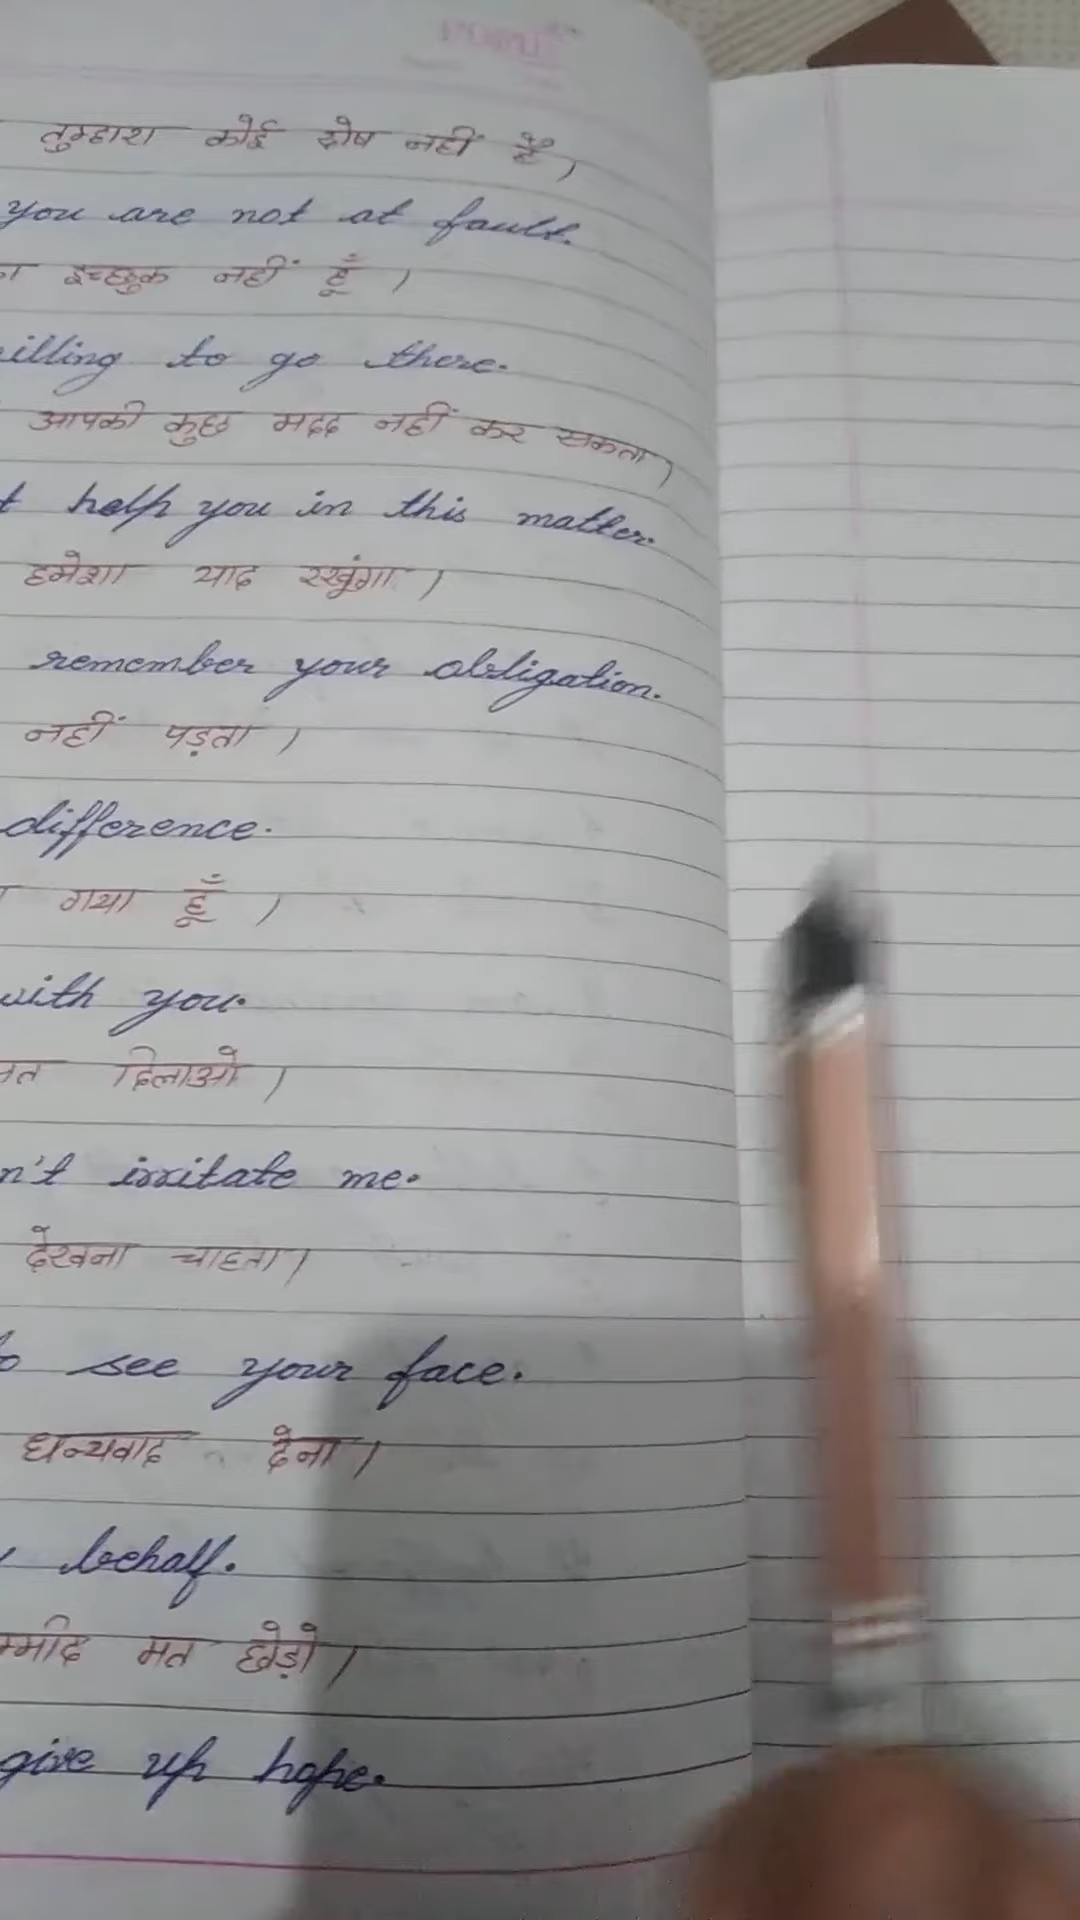 तुम्हारा कोई दोष नहीं है।
you are not at fault.
इच्छुक नहीं हूँ।
to go there.
आपकी कुछ मदद नहीं कर सकता।
help you in this matter.
हमेशा याद रखूंगा।
remember your obligation.
नहीं पड़ता।
difference.
गया हूँ।
with you.
दिलाओ।
irritate me.
देखना चाहता।
see your face.
धन्यवाद देना।
behalf.
मत छोड़ो।
give up hope.